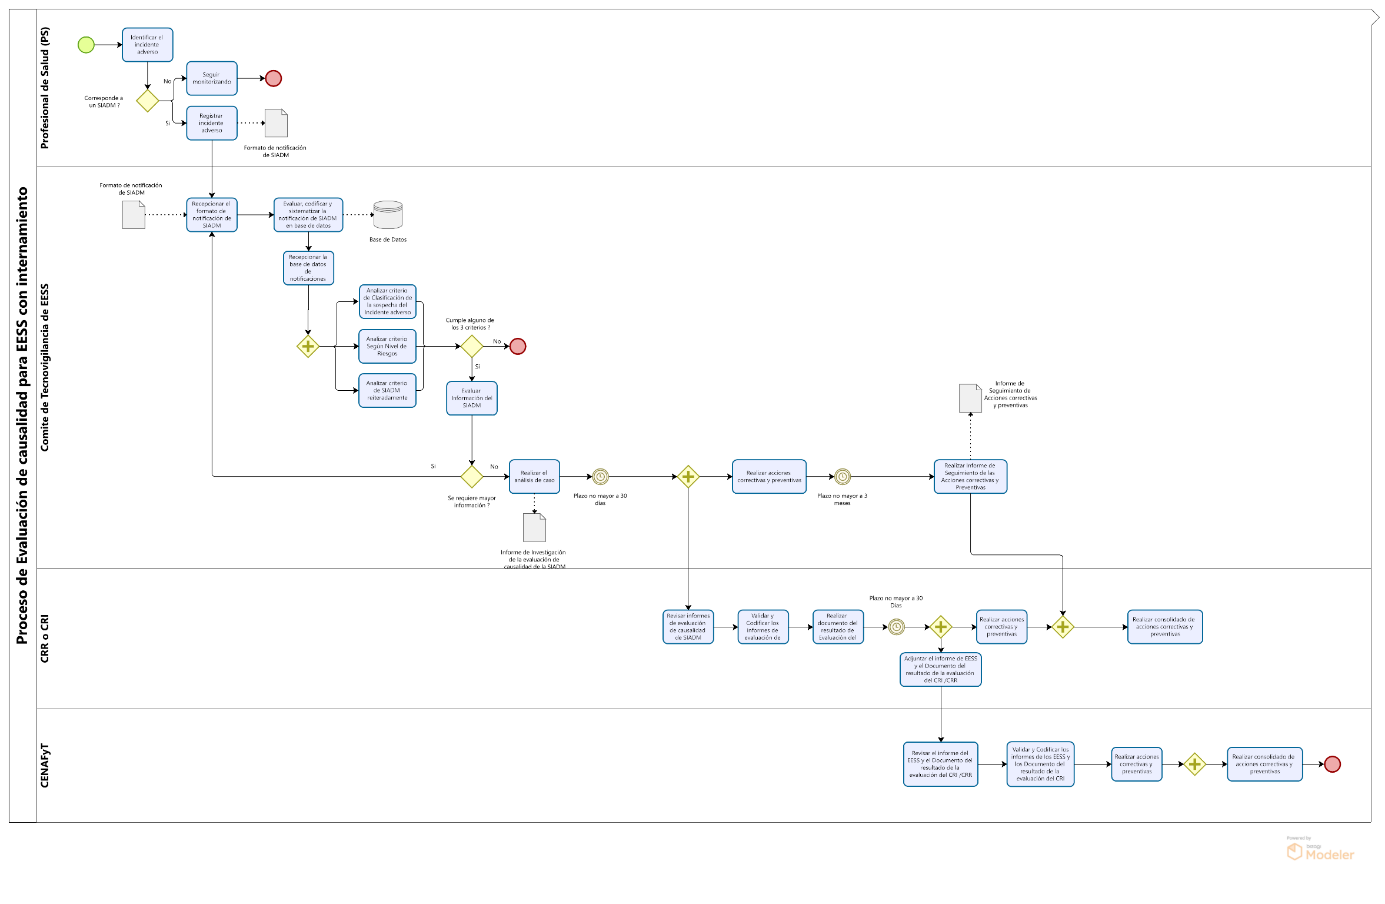 Proceso de Evaluación de causalidad para EESS con internamiento
Profesional de Salud (PS)
Identificar el
incidente
adverso
Corresponde a
un SIADM ?
No
Seguir
monitorizando
Si
Registrar
incidente
adverso
Formato de notificación
de SIADM
Comite de Tecnovigilancia de EESS
Formato de notificación
de SIADM
Recepcionar el
formato de
notificación de
SIADM
Evaluar, codificar y
sistematizar la
notificación de SIADM
en base de datos
Base de Datos
Recepcionar la
base de datos
de
notificaciones
Analizar criterio
de Clasificación de
la sospecha del
Incidente adverso
Analizar criterio
Según Nivel de
Riesgos
Analizar criterio
de SIADM
reiteradamente
Cumple alguno de
los 3 criterios ?
No
Si
Evaluar
Información del
SIADM
Si
No
Se requiere mayor
información ?
Realizar el
análisis de caso
Informe de Investigación
de la evaluación de
causalidad de la SIADM
Plazo no mayor a 30
días
Realizar acciones
correctivas y preventivas
Plazo no mayor a 3
meses
Realizar Informe de
Seguimiento de las
Acciones correctivas y
Preventivas
Informe de
Seguimiento de
Acciones correctivas
y preventivas
CRR o CRI
Revisar informes
de evaluación
de causalidad
de SIADM
Validar y
Codificar los
informes de
evaluación de
Realizar
documento del
resultado de
Evaluación del
Plazo no mayor a 30
Días
Realizar acciones
correctivas y
preventivas
Realizar consolidado de
acciones correctivas y
preventivas
Adjuntar el informe de EESS
y el Documento del
resultado de la evaluación
del CRI /CRR
CENAFyT
Revisar el informe del
EESS y el Documento del
resultado de la
evaluación del CRI /CRR
Validar y Codificar los
informes de los EESS y
los Documento del
resultado de la
evaluación del CRI
Realizar acciones
correctivas y
preventivas
Realizar consolidado de
acciones correctivas y
preventivas
Powered by
bizagi
Modeler